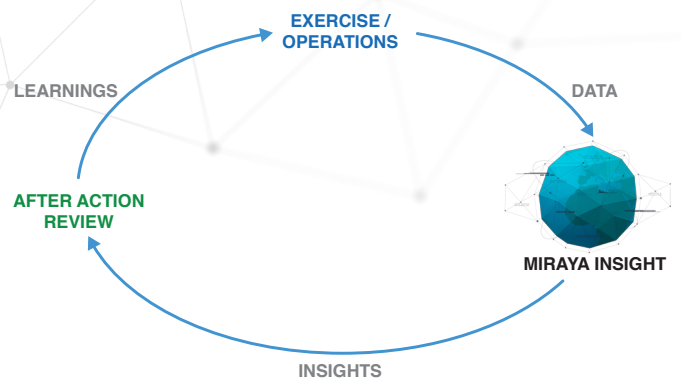 EXERCISE /
OPERATIONS
LEARNINGS
DATA
AFTER ACTION
REVIEW
MIRAYA INSIGHT
INSIGHTS